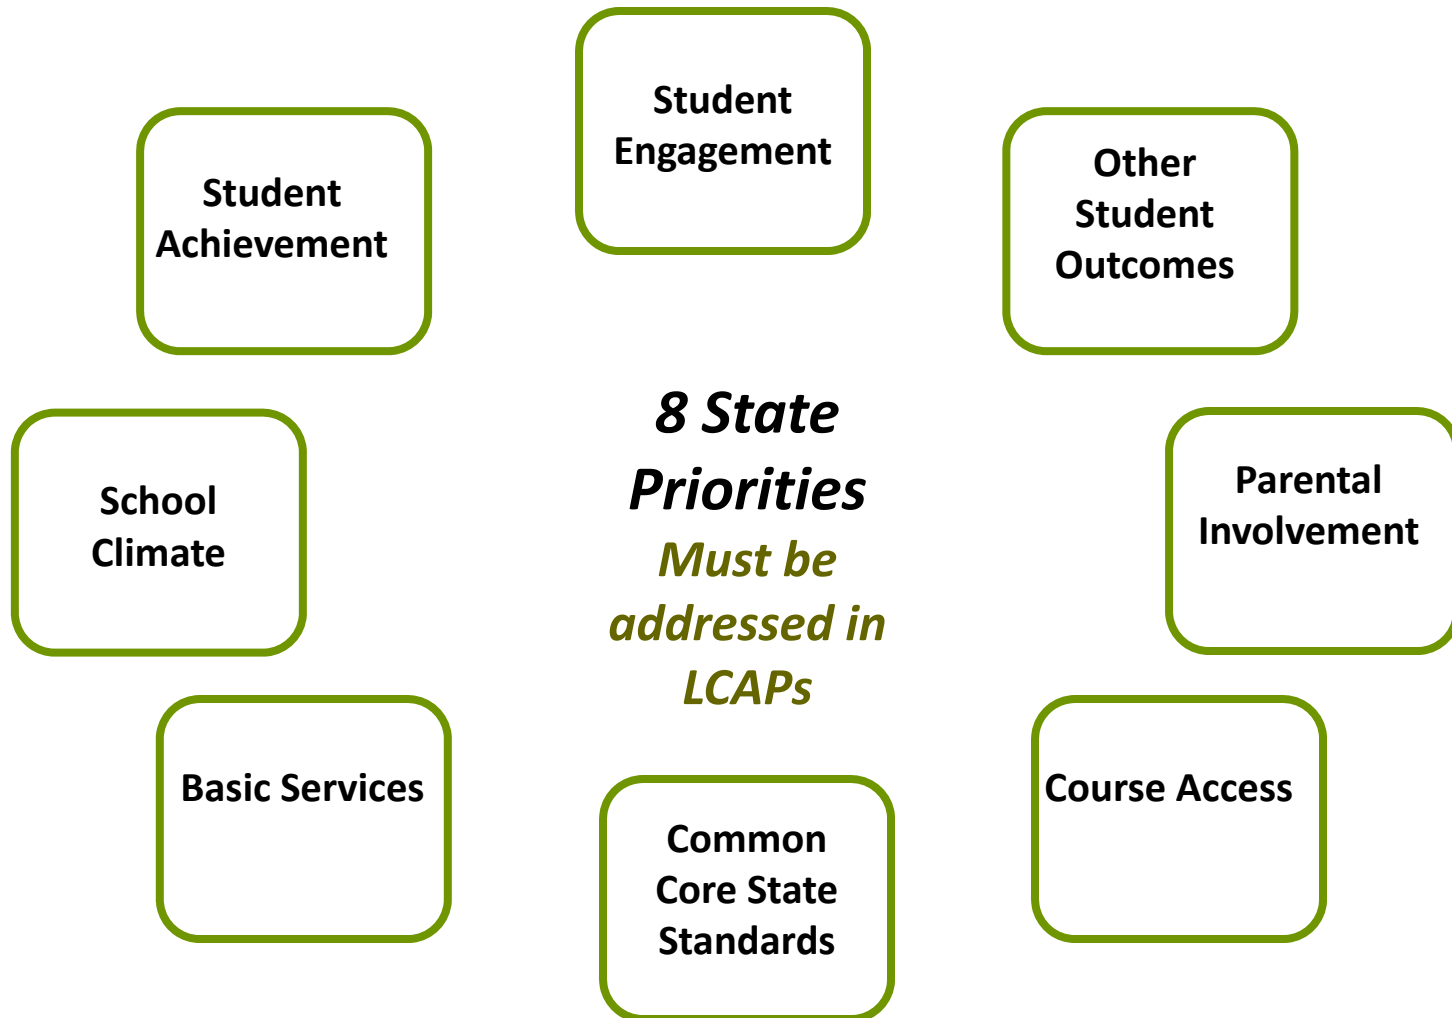 Student
Engagement
Student
Achievement
Other
Student
Outcomes
8 State
Priorities
Must be
addressed in
LCAPs
School
Climate
Parental
Involvement
Basic Services
Course Access
Common
Core State
Standards